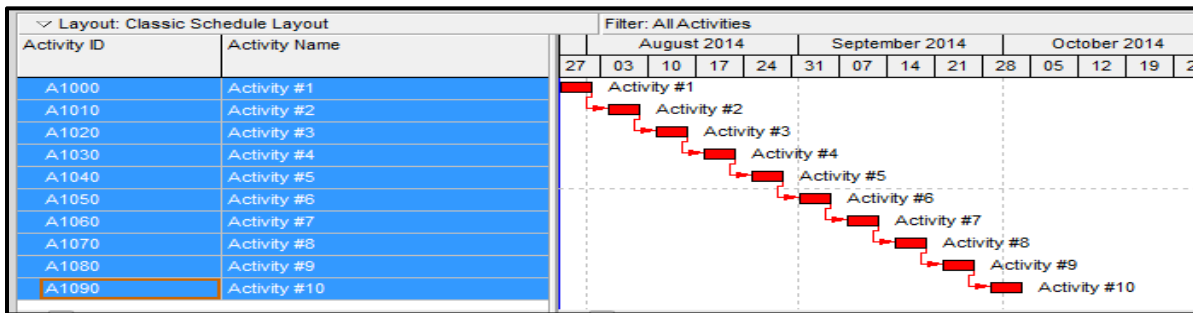 Layout: Classic Schedule Layout Filter: All Activities
Activity ID Activity Name August 2014 September 2014 October 2014
27 03 10 17 24 31 07 14 21 28 05 12 19 2
A1000 Activity #1 Activity #1
A1010 Activity #2 Activity #2
A1020 Activity #3 Activity #3
A1030 Activity #4 Activity #4
A1040 Activity #5 Activity #5
A1050 Activity #6 Activity #6
A1060 Activity #7 Activity #7
A1070 Activity #8 Activity #8
A1080 Activity #9 Activity #9
A1090 Activity #10 Activity #10